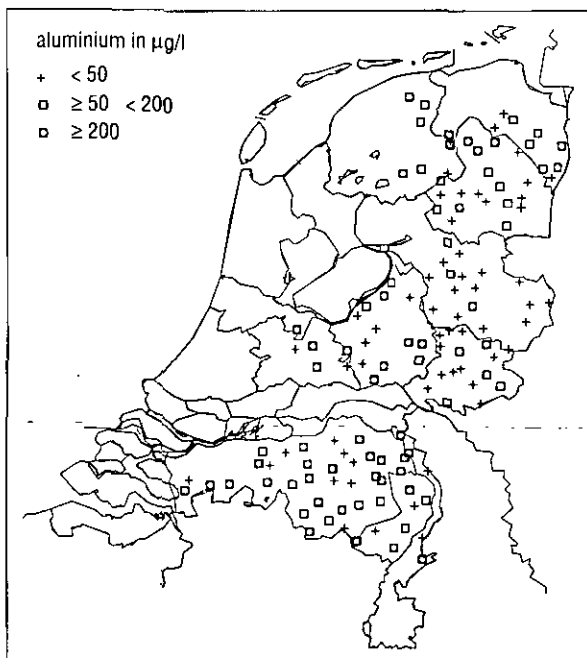 aluminium in µg/l
+ < 50
□ ≥ 50 < 200
□ ≥ 200